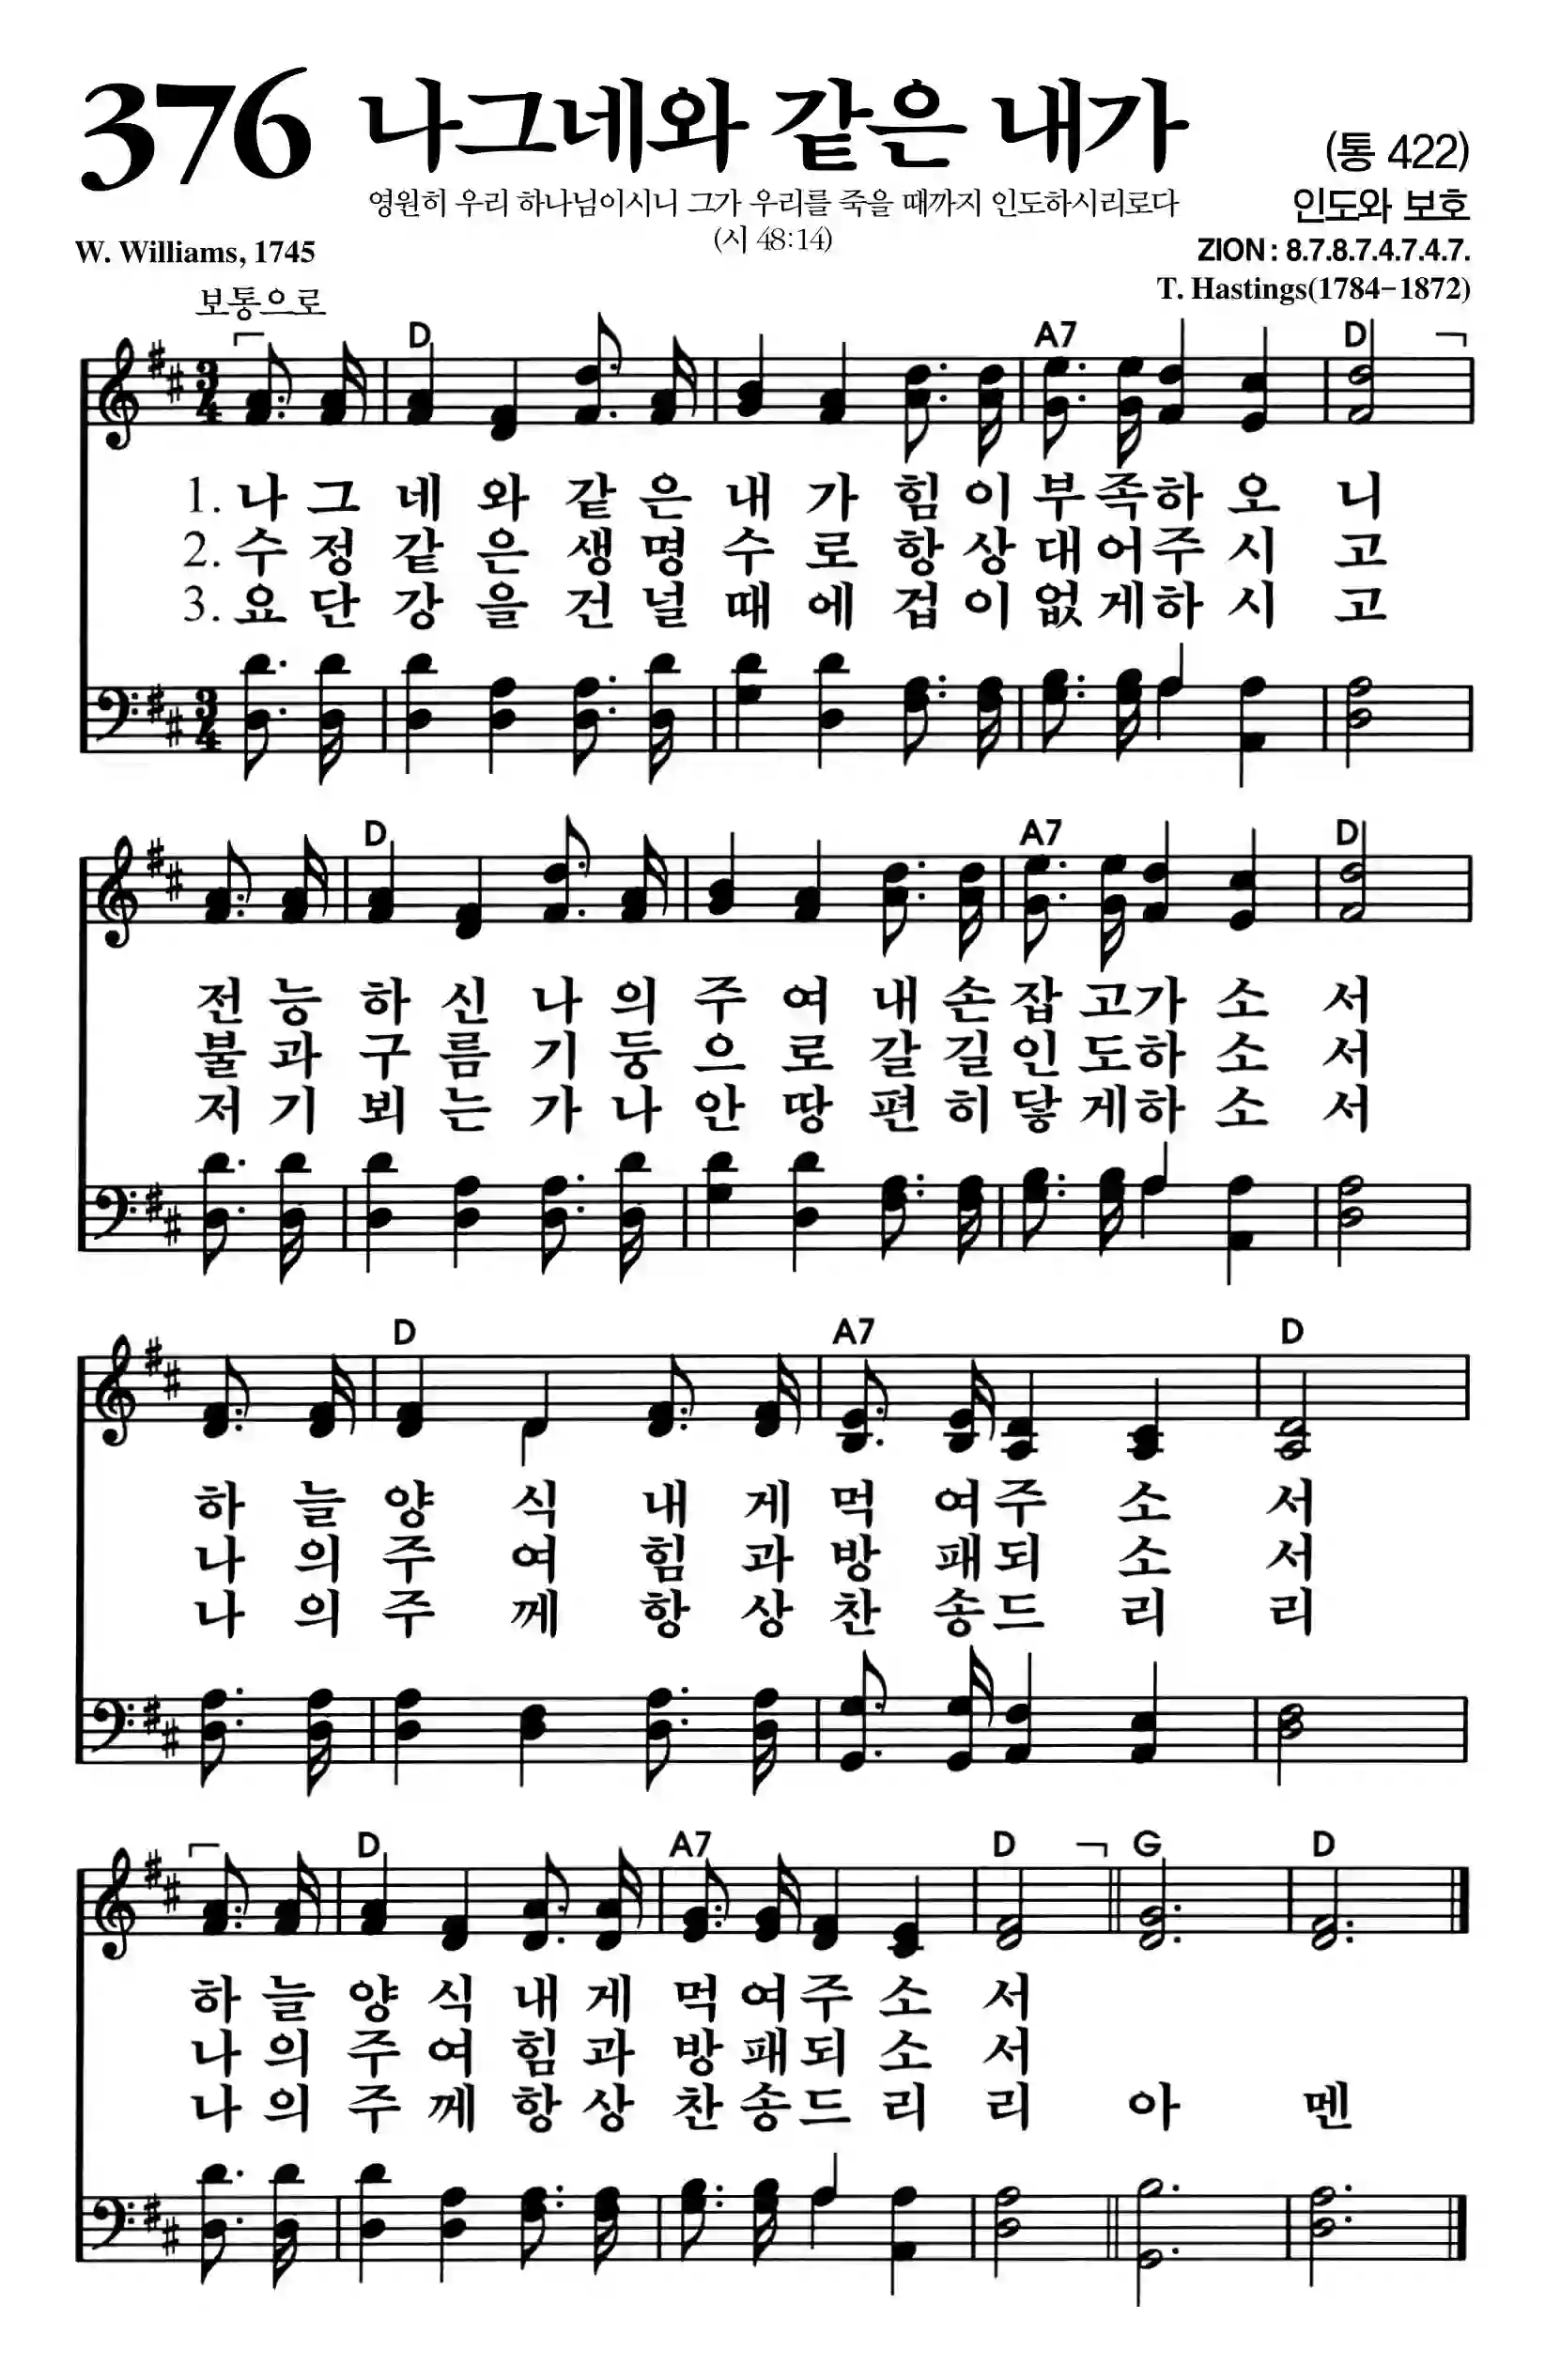 376 나그네와 같은 내가 (통 422)
영원히 우리 하나님이시니 그가 우리를 죽을 때까지 인도하시리로다
(시 48:14)
인도와 보호
W. Williams, 1745
ZION : 8.7.8.7.4.7.4.7.
T. Hastings(1784-1872)
보통으로
D A7 D
3 4
1. 나 그 네 와 같 은 내 가 힘 이 부 족 하 오 니
2. 수 정 같 은 생 명 수 로 항 상 대 어 주 시 고
3. 요 단 강 을 건 널 때 에 겁 이 없 게 하 시 고
3 4
D A7 D
전 능 하 신 나 의 주 여 내 손 잡 고 가 소 서
불 과 구 름 기 둥 으 로 갈 길 인 도 하 소 서
저 기 뵈 는 가 나 안 땅 편 히 닿 게 하 소 서
D A7 D
하 늘 양 식 내 게 먹 여 주 소 서
나 의 주 여 힘 과 방 패 되 소 서
나 의 주 께 항 상 찬 송 드 리 리
D A7 D G D
하 늘 양 식 내 게 먹 여 주 소 서
나 의 주 여 힘 과 방 패 되 소 서
나 의 주 께 항 상 찬 송 드 리 리 아 멘